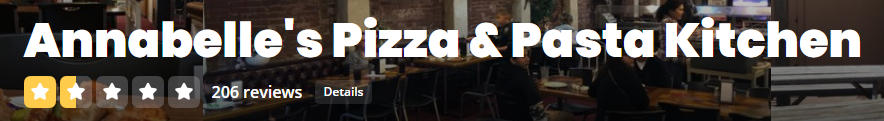 Annabelle's Pizza & Pasta Kitchen
206 reviews Details